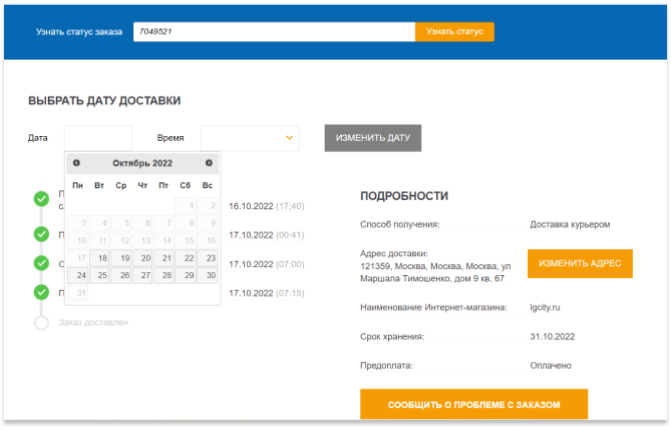 Узнать статус заказа 7049521 Узнать статус
ВЫБРАТЬ ДАТУ ДОСТАВКИ
Дата Время ИЗМЕНИТЬ ДАТУ
Октябрь 2022
Пн Вт Ср Чт Пт Сб Вс
1 2
3 4 5 6 7 8 9
10 11 12 13 14 15 16
17 18 19 20 21 22 23
24 25 26 27 28 29 30
31
16.10.2022 (17:40)
17.10.2022 (00:41)
17.10.2022 (07:00)
17.10.2022 (07:15)
Заказ доставлен
ПОДРОБНОСТИ
Способ получения: Доставка курьером
Адрес доставки:
121359, Москва, Москва, Москва, ул
Маршала Тимошенко, дом 9 кв. 67
ИЗМЕНИТЬ АДРЕС
Наименование Интернет-магазина: lgcity.ru
Срок хранения: 31.10.2022
Предоплата: Оплачено
СООБЩИТЬ О ПРОБЛЕМЕ С ЗАКАЗОМ